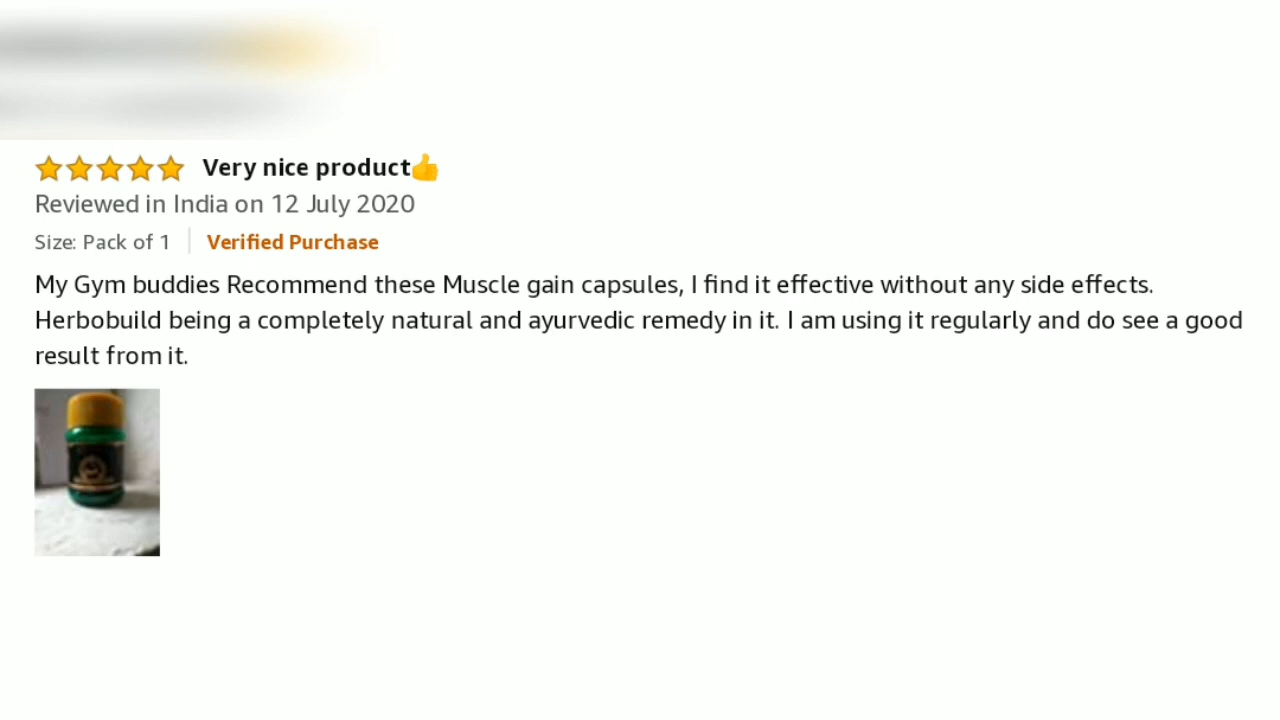 Very nice product👍
Reviewed in India on 12 July 2020
Size: Pack of 1 | Verified Purchase
My Gym buddies Recommend these Muscle gain capsules, I find it effective without any side effects.
Herbobuild being a completely natural and ayurvedic remedy in it. I am using it regularly and do see a good
result from it.